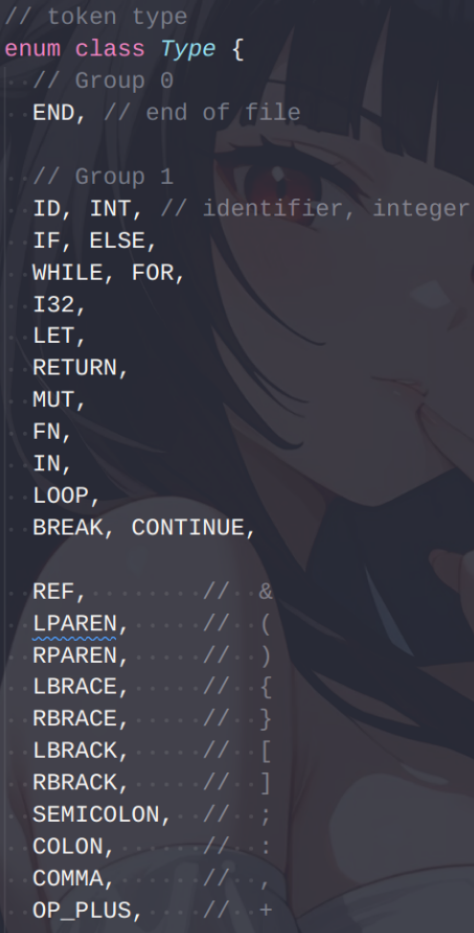 // token type
enum class Type {
// Group 0
END, // end of file
// Group 1
ID, INT, // identifier, integer
IF, ELSE,
WHILE, FOR,
I32,
LET,
RETURN,
MUT,
FN,
IN,
LOOP,
BREAK, CONTINUE,
REF, // &
LPAREN, // (
RPAREN, // )
LBRACE, // {
RBRACE, // }
LBRACK, // [
RBRACK, // ]
SEMICOLON, // ;
COLON, // :
COMMA, // ,
OP_PLUS, // +